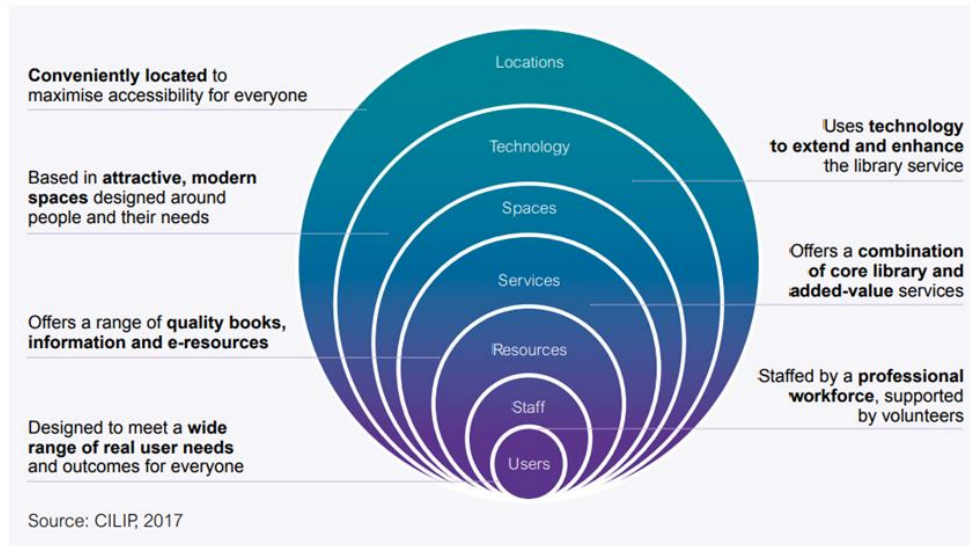 Locations
Conveniently located to
maximise accessibility for everyone
Technology
Uses technology
to extend and enhance
the library service
Based in attractive, modern
spaces designed around
people and their needs
Spaces
Services
Offers a combination
of core library and
added-value services
Offers a range of quality books,
information and e-resources
Resources
Staff
Staffed by a professional
workforce, supported
by volunteers
Designed to meet a wide
range of real user needs
and outcomes for everyone
Users
Source: CILIP, 2017